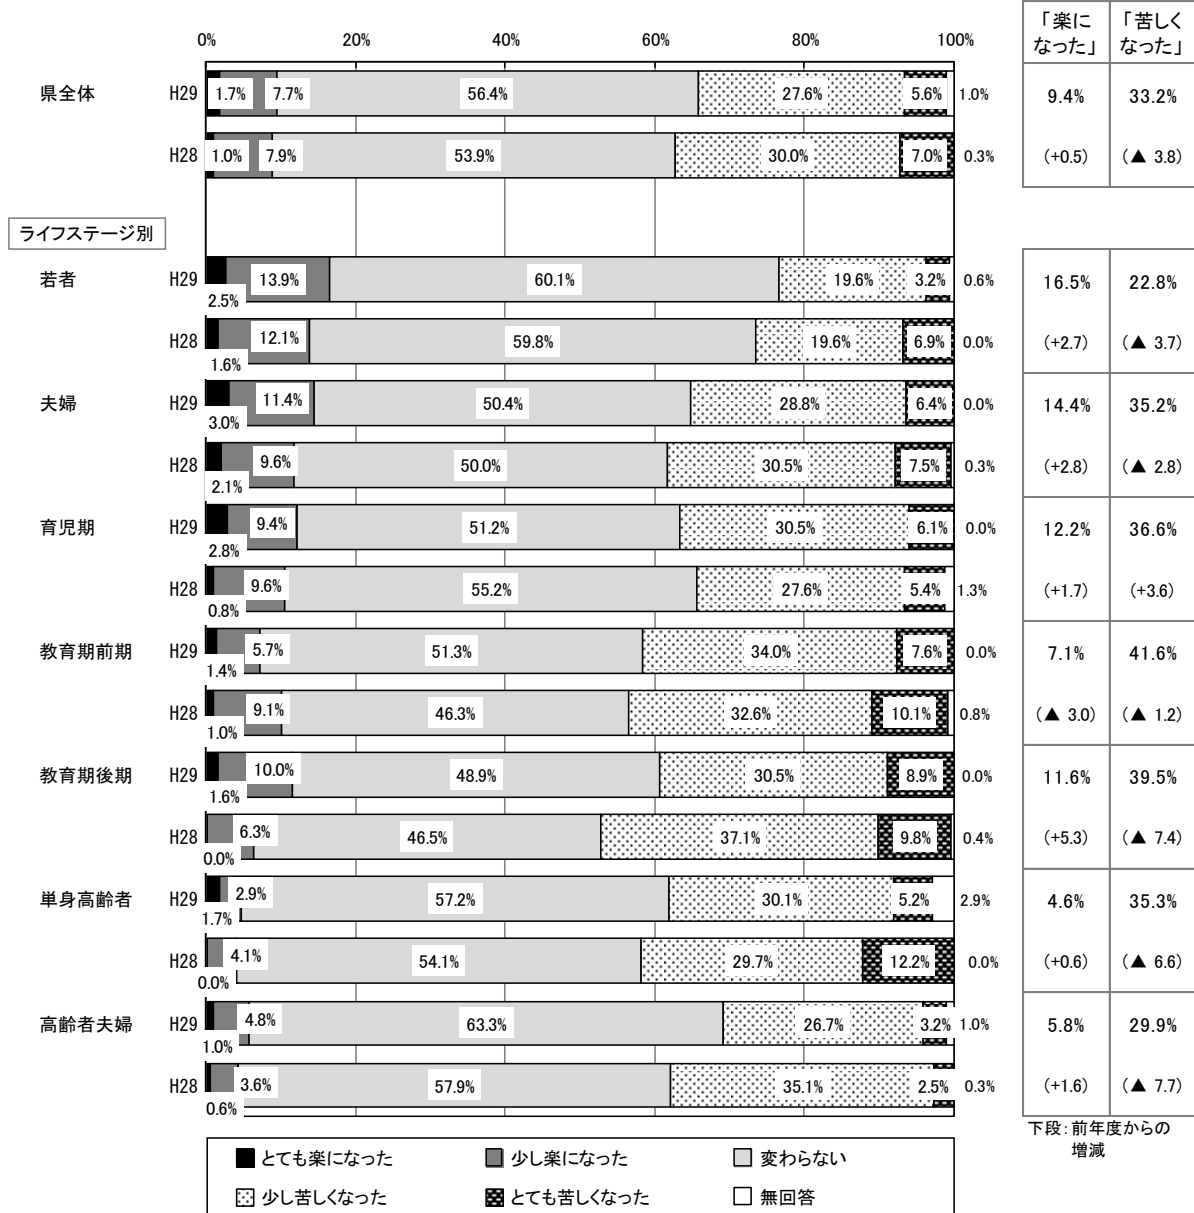 「楽に
なった」
「苦しく
なった」
0% 20% 40% 60% 80% 100%
県全体 H29 1.7% 7.7% 56.4% 27.6% 5.6% 1.0% 9.4% 33.2%
H28 1.0% 7.9% 53.9% 30.0% 7.0% 0.3% (+0.5) (▲ 3.8)
ライフステージ別
若者 H29 2.5% 13.9% 60.1% 19.6% 3.2% 0.6% 16.5% 22.8%
H28 1.6% 12.1% 59.8% 19.6% 6.9% 0.0% (+2.7) (▲ 3.7)
夫婦 H29 3.0% 11.4% 50.4% 28.8% 6.4% 0.0% 14.4% 35.2%
H28 2.1% 9.6% 50.0% 30.5% 7.5% 0.3% (+2.8) (▲ 2.8)
育児期 H29 2.8% 9.4% 51.2% 30.5% 6.1% 0.0% 12.2% 36.6%
H28 0.8% 9.6% 55.2% 27.6% 5.4% 1.3% (+1.7) (+3.6)
教育期前期 H29 1.4% 5.7% 51.3% 34.0% 7.6% 0.0% 7.1% 41.6%
H28 1.0% 9.1% 46.3% 32.6% 10.1% 0.8% (▲ 3.0) (▲ 1.2)
教育期後期 H29 1.6% 10.0% 48.9% 30.5% 8.9% 0.0% 11.6% 39.5%
H28 0.0% 6.3% 46.5% 37.1% 9.8% 0.4% (+5.3) (▲ 7.4)
単身高齢者 H29 1.7% 2.9% 57.2% 30.1% 5.2% 2.9% 4.6% 35.3%
H28 0.0% 4.1% 54.1% 29.7% 12.2% 0.0% (+0.6) (▲ 6.6)
高齢者夫婦 H29 1.0% 4.8% 63.3% 26.7% 3.2% 1.0% 5.8% 29.9%
H28 0.6% 3.6% 57.9% 35.1% 2.5% 0.3% (+1.6) (▲ 7.7)
下段:前年度からの
増減
とても楽になった 少し楽になった 変わらない
少し苦しくなった とても苦しくなった 無回答